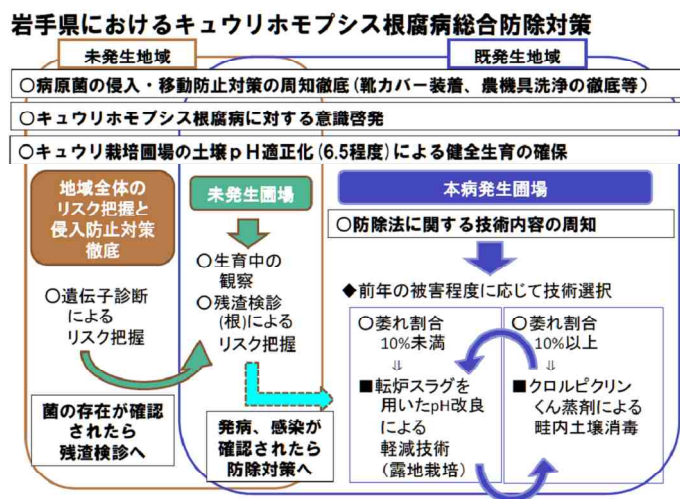 岩手県におけるキュウリホモプシス根腐病総合防除対策
未発生地域
既発生地域
○病原菌の侵入・移動防止対策の周知徹底(靴カバー装着、農機具洗浄の徹底等)
○キュウリホモプシス根腐病に対する意識啓発
○キュウリ栽培圃場の土壌pH適正化(6.5程度)による健全生育の確保
地域全体の
リスク把握と
侵入防止対策
徹底
○遺伝子診断
による
リスク把握
菌の存在が確認
されたら
残渣検診へ
未発生圃場
○生育中の
観察
○残渣検診
(根)による
リスク把握
発病、感染が
確認されたら
防除対策へ
本病発生圃場
○防除法に関する技術内容の周知
◆前年の被害程度に応じて技術選択
○萎れ割合
10%未満
⇓
■転炉スラグを
用いたpH改良
による
軽減技術
(露地栽培)
○萎れ割合
10%以上
⇓
■クロルピクリン
くん蒸剤による
畦内土壌消毒